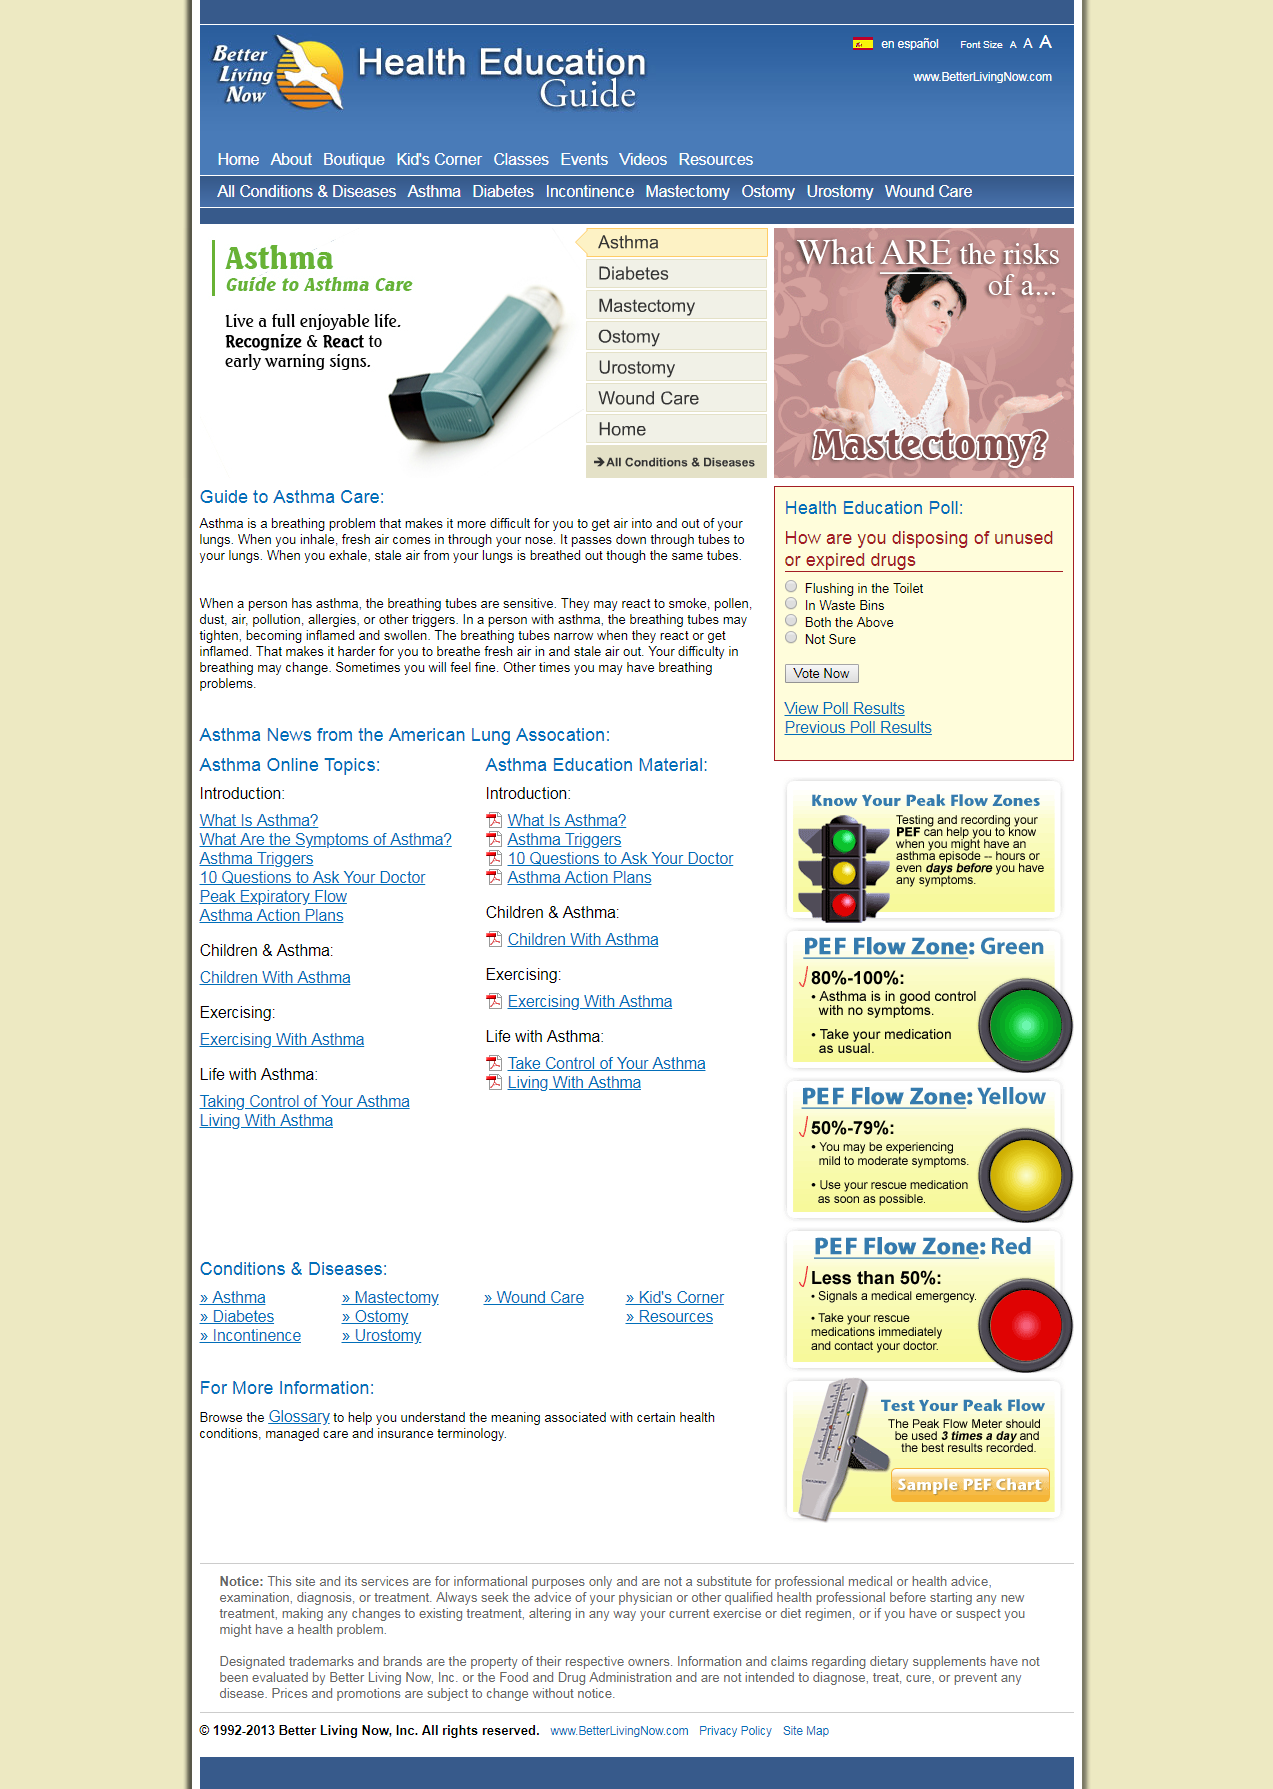 Better
Living
Now
Health Education
Guide
en español Font Size A A A
www.BetterLivingNow.com
Home About Boutique Kid's Corner Classes Events Videos Resources
All Conditions & Diseases Asthma Diabetes Incontinence Mastectomy Ostomy Urostomy Wound Care
Asthma
Guide to Asthma Care
Live a full enjoyable life.
Recognize & React to
early warning signs.
Asthma
Diabetes
Mastectomy
Ostomy
Urostomy
Wound Care
Home
➔All Conditions & Diseases
What ARE the risks
of a...
Mastectomy?
Guide to Asthma Care:
Asthma is a breathing problem that makes it more difficult for you to get air into and out of your
lungs. When you inhale, fresh air comes in through your nose. It passes down through tubes to
your lungs. When you exhale, stale air from your lungs is breathed out though the same tubes.
When a person has asthma, the breathing tubes are sensitive. They may react to smoke, pollen,
dust, air, pollution, allergies, or other triggers. In a person with asthma, the breathing tubes may
tighten, becoming inflamed and swollen. The breathing tubes narrow when they react or get
inflamed. That makes it harder for you to breathe fresh air in and stale air out. Your difficulty in
breathing may change. Sometimes you will feel fine. Other times you may have breathing
problems.
Asthma News from the American Lung Assocation:
Asthma Online Topics:
Introduction:
What Is Asthma?
What Are the Symptoms of Asthma?
Asthma Triggers
10 Questions to Ask Your Doctor
Peak Expiratory Flow
Asthma Action Plans
Children & Asthma:
Children With Asthma
Exercising:
Exercising With Asthma
Life with Asthma:
Taking Control of Your Asthma
Living With Asthma
Asthma Education Material:
Introduction:
What Is Asthma?
Asthma Triggers
10 Questions to Ask Your Doctor
Asthma Action Plans
Children & Asthma:
Children With Asthma
Exercising:
Exercising With Asthma
Life with Asthma:
Take Control of Your Asthma
Living With Asthma
Conditions & Diseases:
» Asthma » Mastectomy » Wound Care » Kid's Corner
» Diabetes » Ostomy » Resources
» Incontinence » Urostomy
For More Information:
Browse the Glossary to help you understand the meaning associated with certain health
conditions, managed care and insurance terminology.
Health Education Poll:
How are you disposing of unused
or expired drugs
Flushing in the Toilet
In Waste Bins
Both the Above
Not Sure
Vote Now
View Poll Results
Previous Poll Results
Know Your Peak Flow Zones
Testing and recording your
PEF can help you to know
when you might have an
asthma episode -- hours or
even days before you have
any symptoms.
PEF Flow Zone: Green
80%-100%:
• Asthma is in good control
with no symptoms.
• Take your medication
as usual.
PEF Flow Zone: Yellow
50%-79%:
• You may be experiencing
mild to moderate symptoms.
• Use your rescue medication
as soon as possible.
PEF Flow Zone: Red
Less than 50%:
• Signals a medical emergency.
• Take your rescue
medications immediately
and contact your doctor.
Test Your Peak Flow
The Peak Flow Meter should
be used 3 times a day and
the best results recorded.
Sample PEF Chart
Notice: This site and its services are for informational purposes only and are not a substitute for professional medical or health advice,
examination, diagnosis, or treatment. Always seek the advice of your physician or other qualified health professional before starting any new
treatment, making any changes to existing treatment, altering in any way your current exercise or diet regimen, or if you have or suspect you
might have a health problem.
Designated trademarks and brands are the property of their respective owners. Information and claims regarding dietary supplements have not
been evaluated by Better Living Now, Inc. or the Food and Drug Administration and are not intended to diagnose, treat, cure, or prevent any
disease. Prices and promotions are subject to change without notice.
© 1992-2013 Better Living Now, Inc. All rights reserved. www.BetterLivingNow.com Privacy Policy Site Map